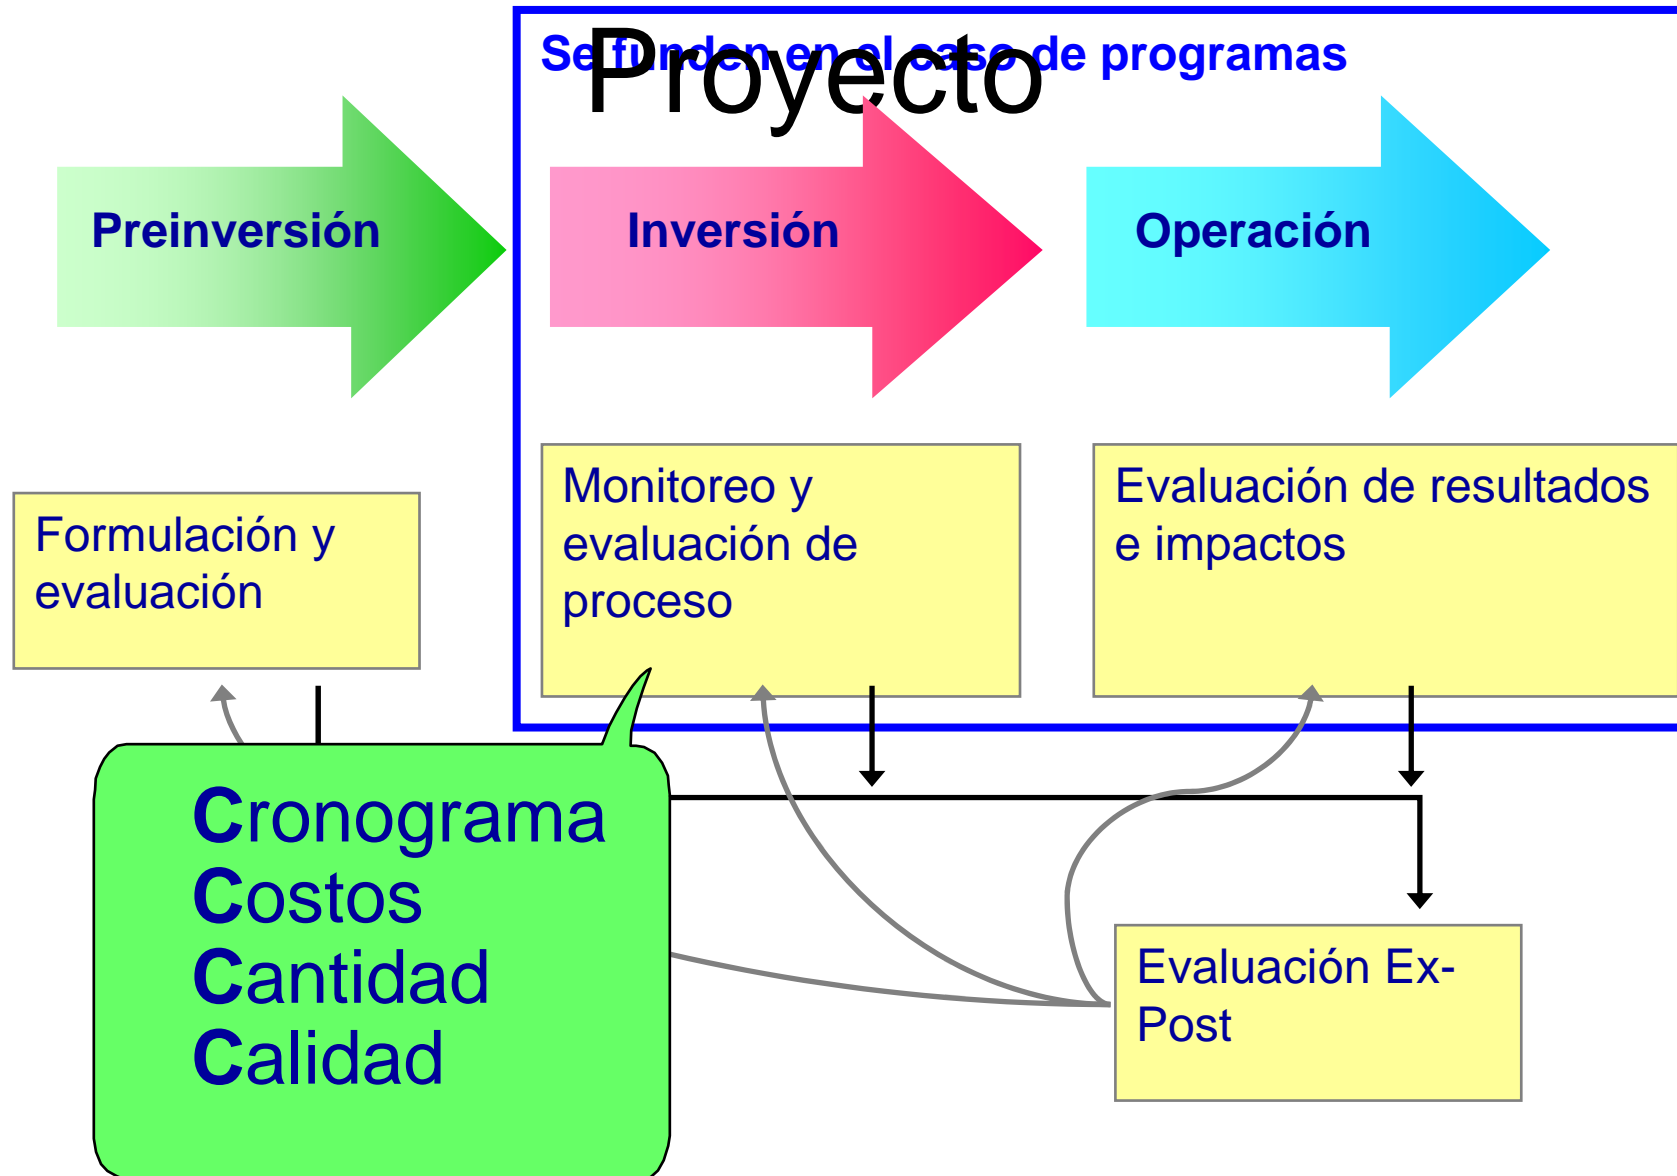 Proyecto
Se funden en el caso de programas
Preinversión
Inversión
Operación
Formulación y
evaluación
Monitoreo y
evaluación de
proceso
Evaluación de resultados
e impactos
Cronograma
Costos
Cantidad
Calidad
Evaluación Ex-
Post